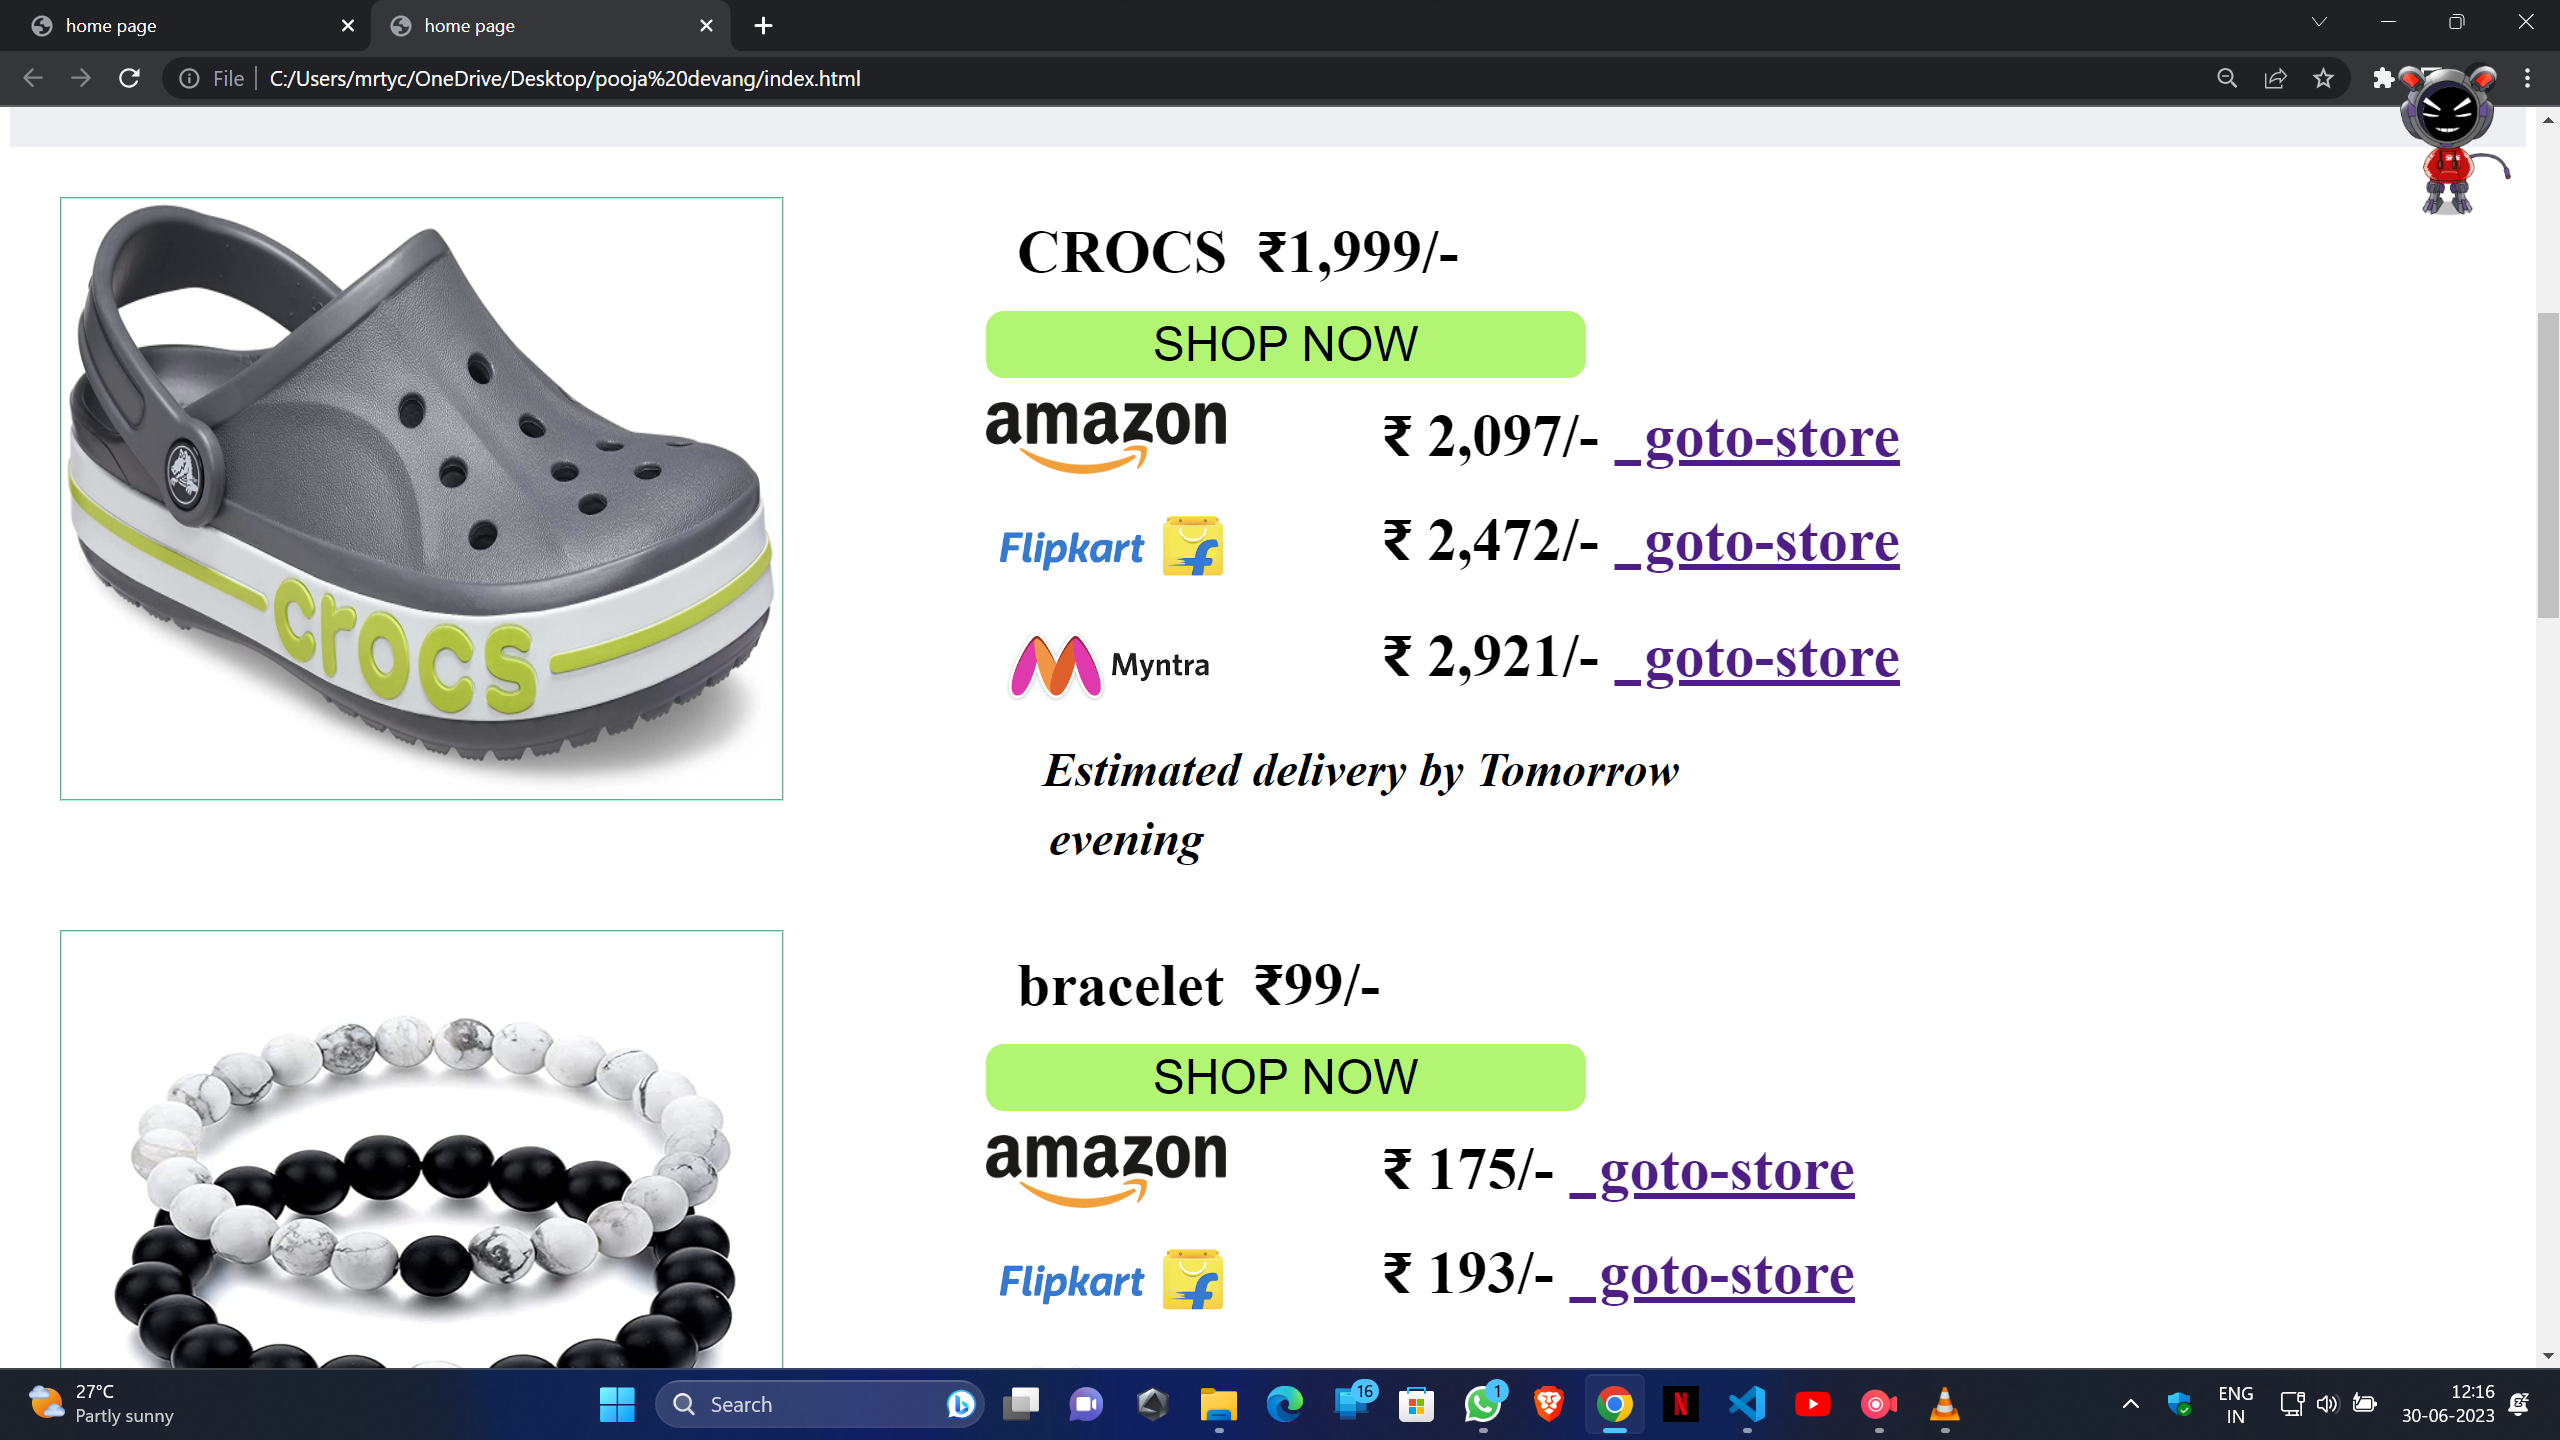 home page
home page
File
C:/Users/mrtyc/OneDrive/Desktop/pooja%20devang/index.html
crocs
CROCS ₹1,999/-
SHOP NOW
amazon ₹ 2,097/- _goto-store
Flipkart f ₹ 2,472/- _goto-store
Myntra ₹ 2,921/- _goto-store
Estimated delivery by Tomorrow
evening
bracelet ₹99/-
SHOP NOW
amazon ₹ 175/- _goto-store
Flipkart f ₹ 193/- _goto-store
27°C
Partly sunny
Search
16
1
N
ENG
IN
12:16
30-06-2023